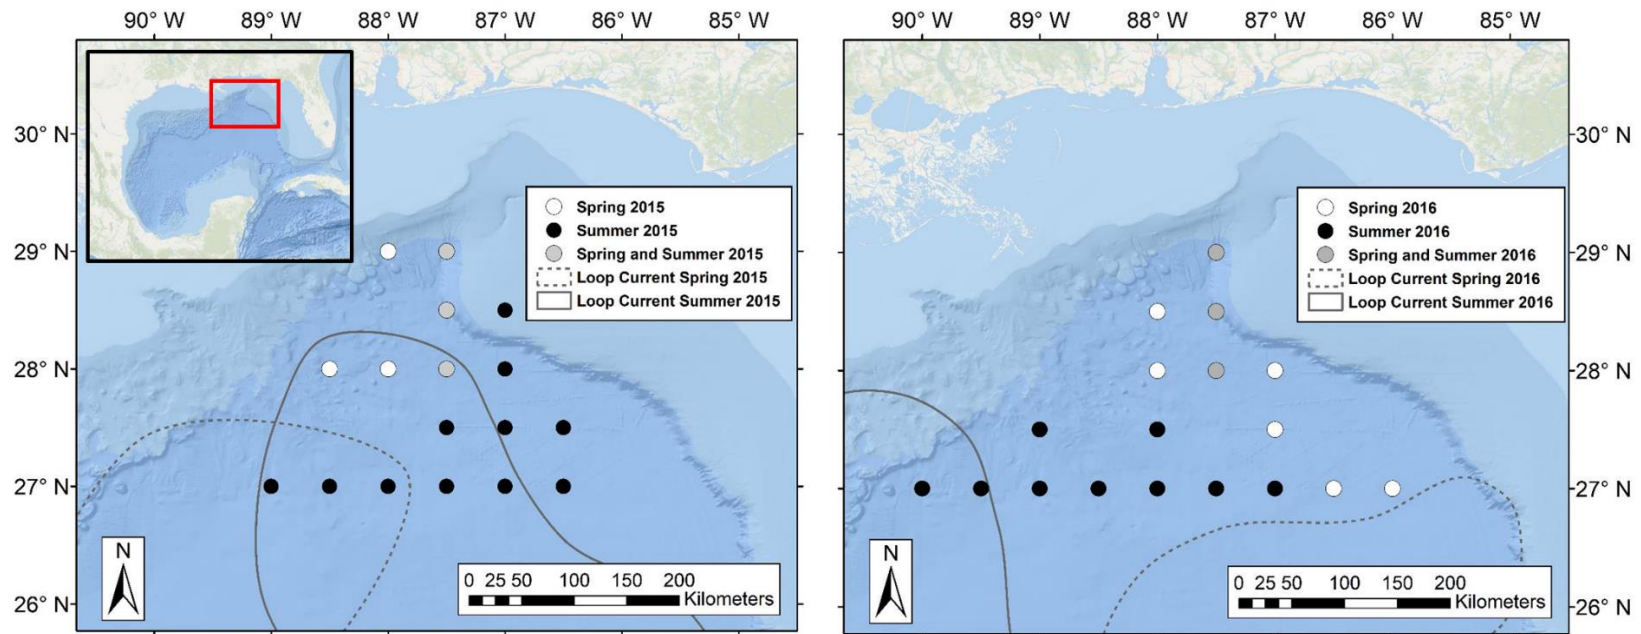 90° W 89° W 88° W 87° W 86° W 85° W
30° N
29° N
28° N
27° N
26° N
Spring 2015
Summer 2015
Spring and Summer 2015
Loop Current Spring 2015
Loop Current Summer 2015
N
0 25 50 100 150 200
Kilometers
90° W 89° W 88° W 87° W 86° W 85° W
30° N
29° N
28° N
27° N
26° N
Spring 2016
Summer 2016
Spring and Summer 2016
Loop Current Spring 2016
Loop Current Summer 2016
N
0 25 50 100 150 200
Kilometers